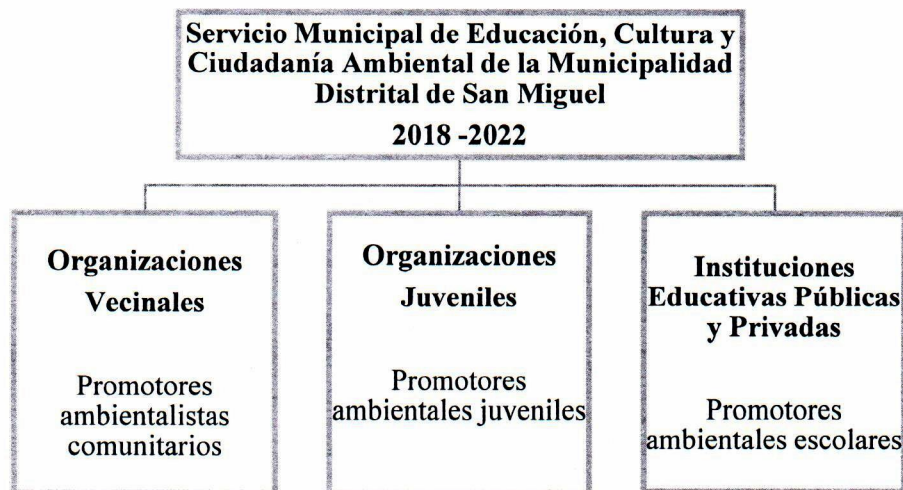 Servicio Municipal de Educación, Cultura y
Ciudadanía Ambiental de la Municipalidad
Distrital de San Miguel
2018 -2022
Organizaciones
Vecinales
Promotores
ambientalistas
comunitarios
Organizaciones
Juveniles
Promotores
ambientales juveniles
Instituciones
Educativas Públicas
y Privadas
Promotores
ambientales escolares